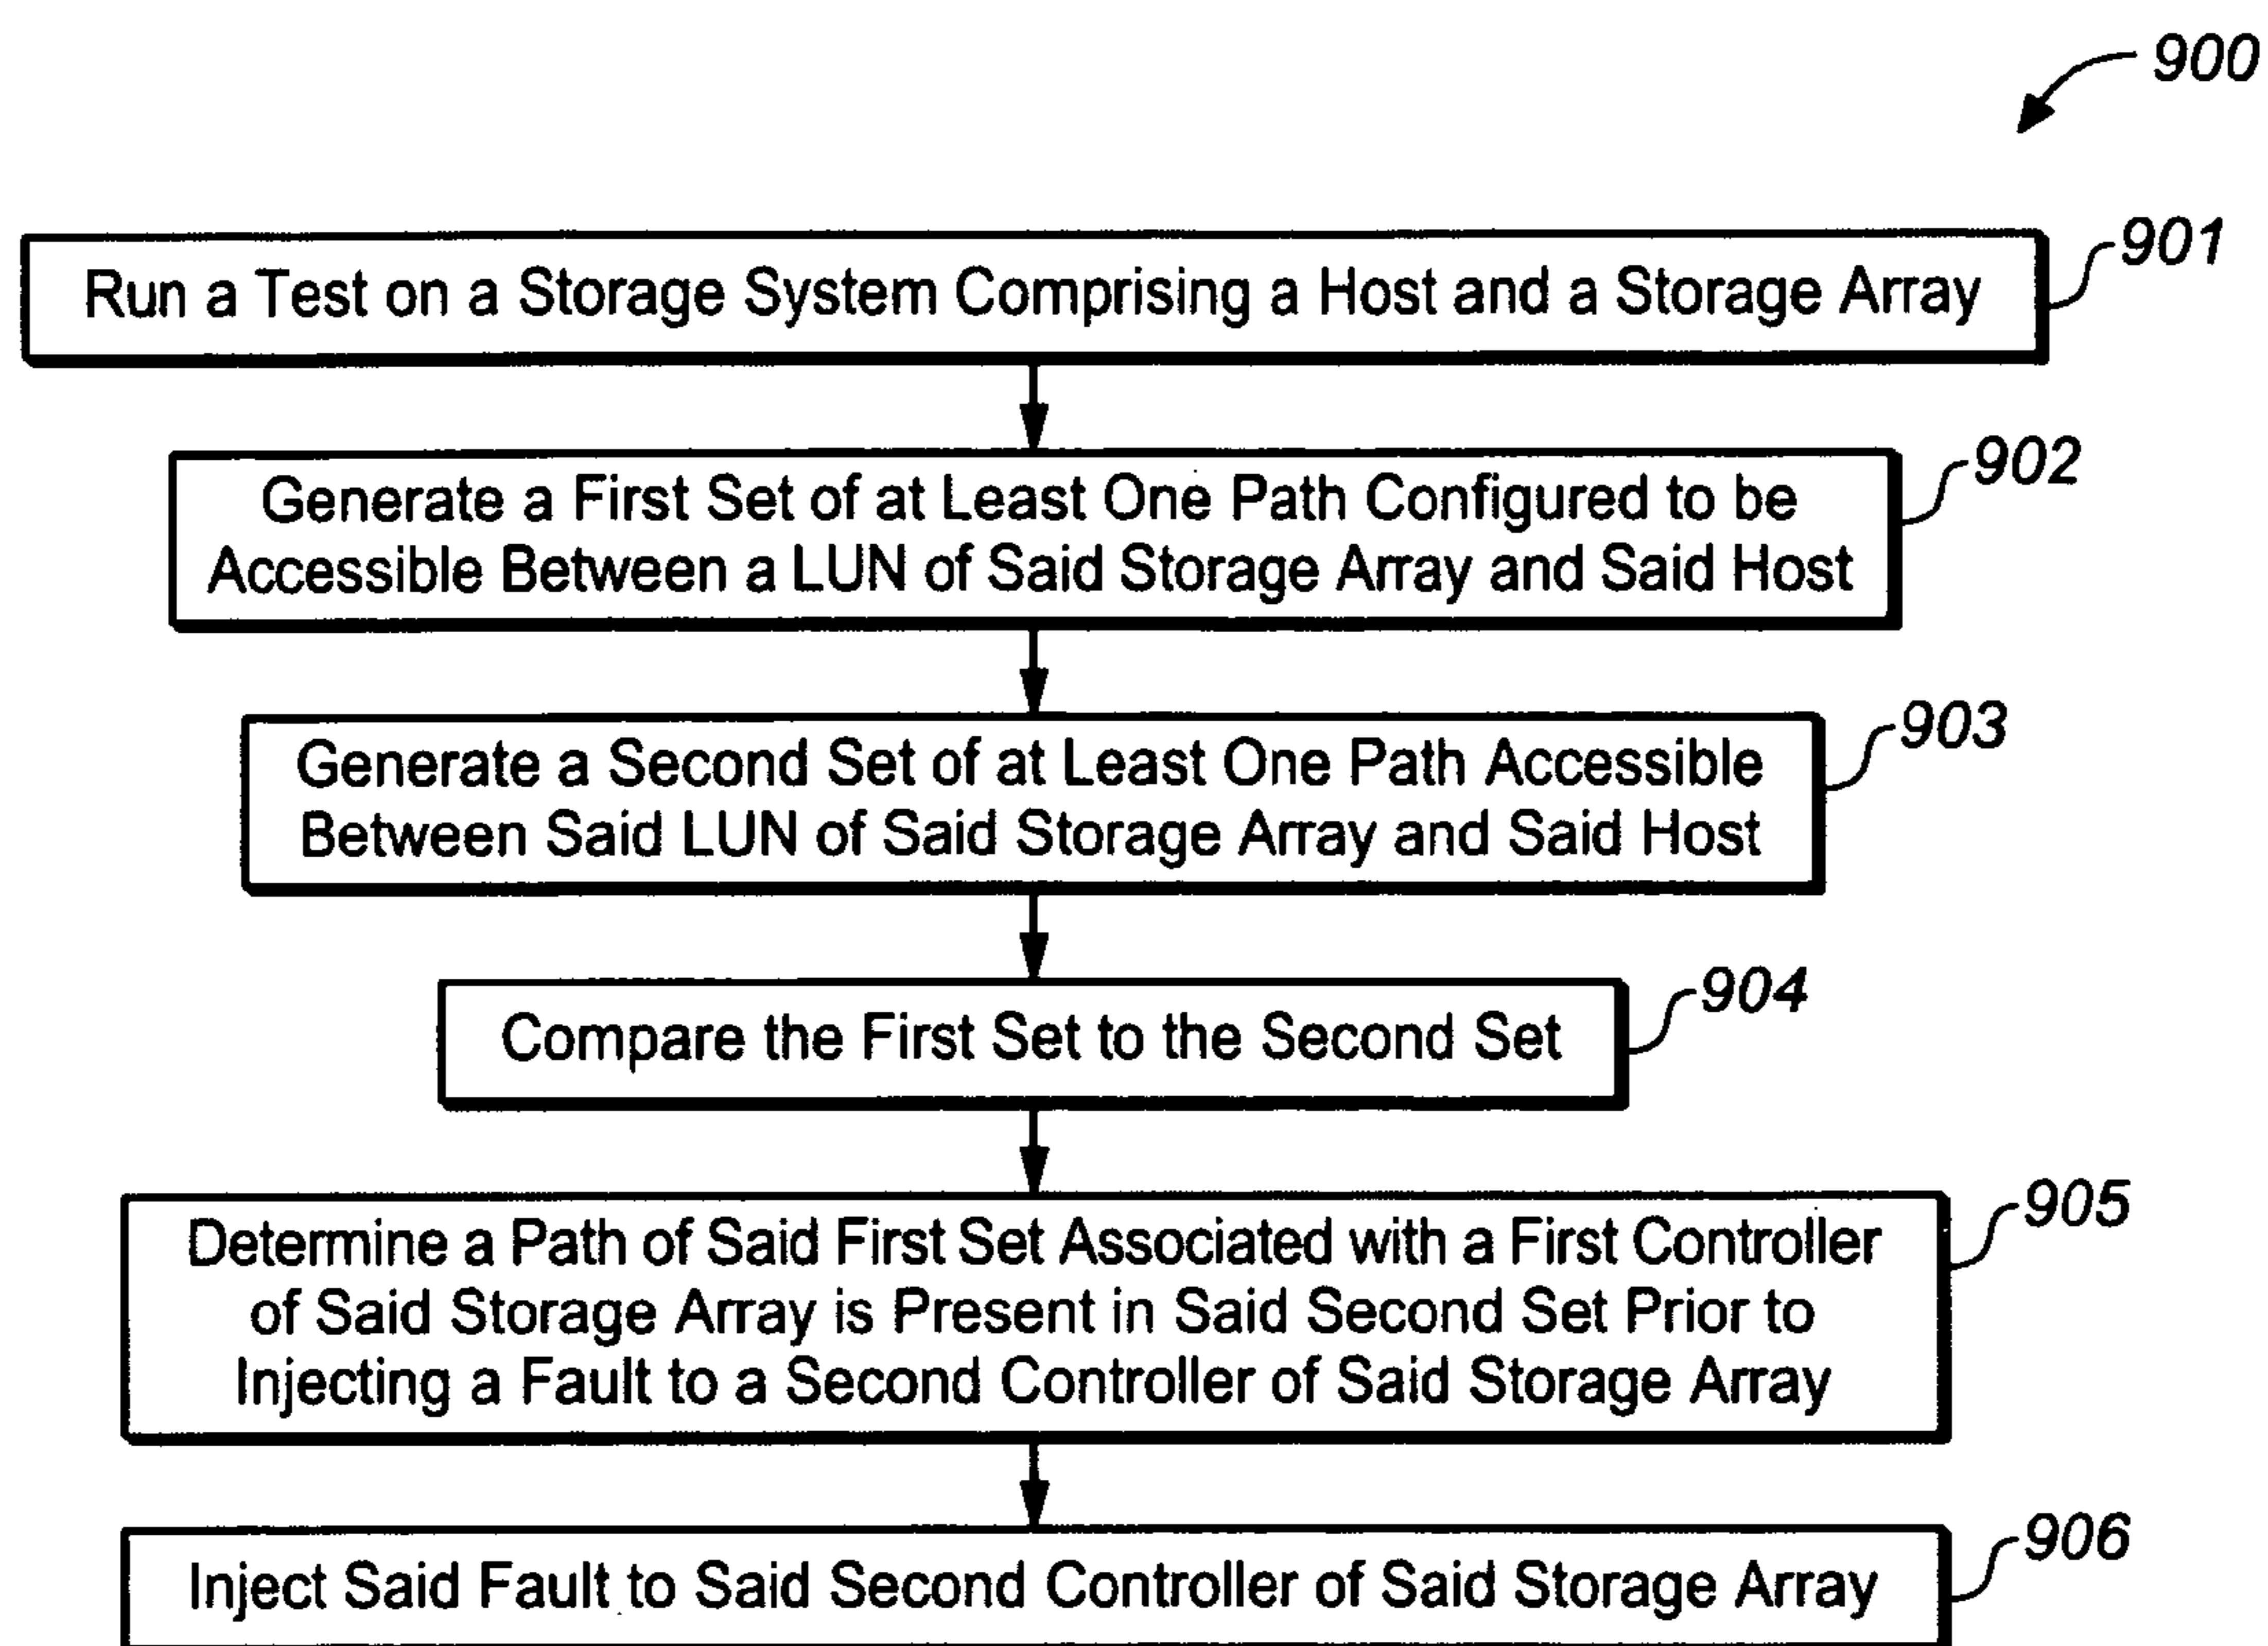 900
Run a Test on a Storage System Comprising a Host and a Storage Array
901
Generate a First Set of at Least One Path Configured to be
Accessible Between a LUN of Said Storage Array and Said Host
902
Generate a Second Set of at Least One Path Accessible
Between Said LUN of Said Storage Array and Said Host
903
Compare the First Set to the Second Set
904
Determine a Path of Said First Set Associated with a First Controller
of Said Storage Array is Present in Said Second Set Prior to
Injecting a Fault to a Second Controller of Said Storage Array
905
Inject Said Fault to Said Second Controller of Said Storage Array
906